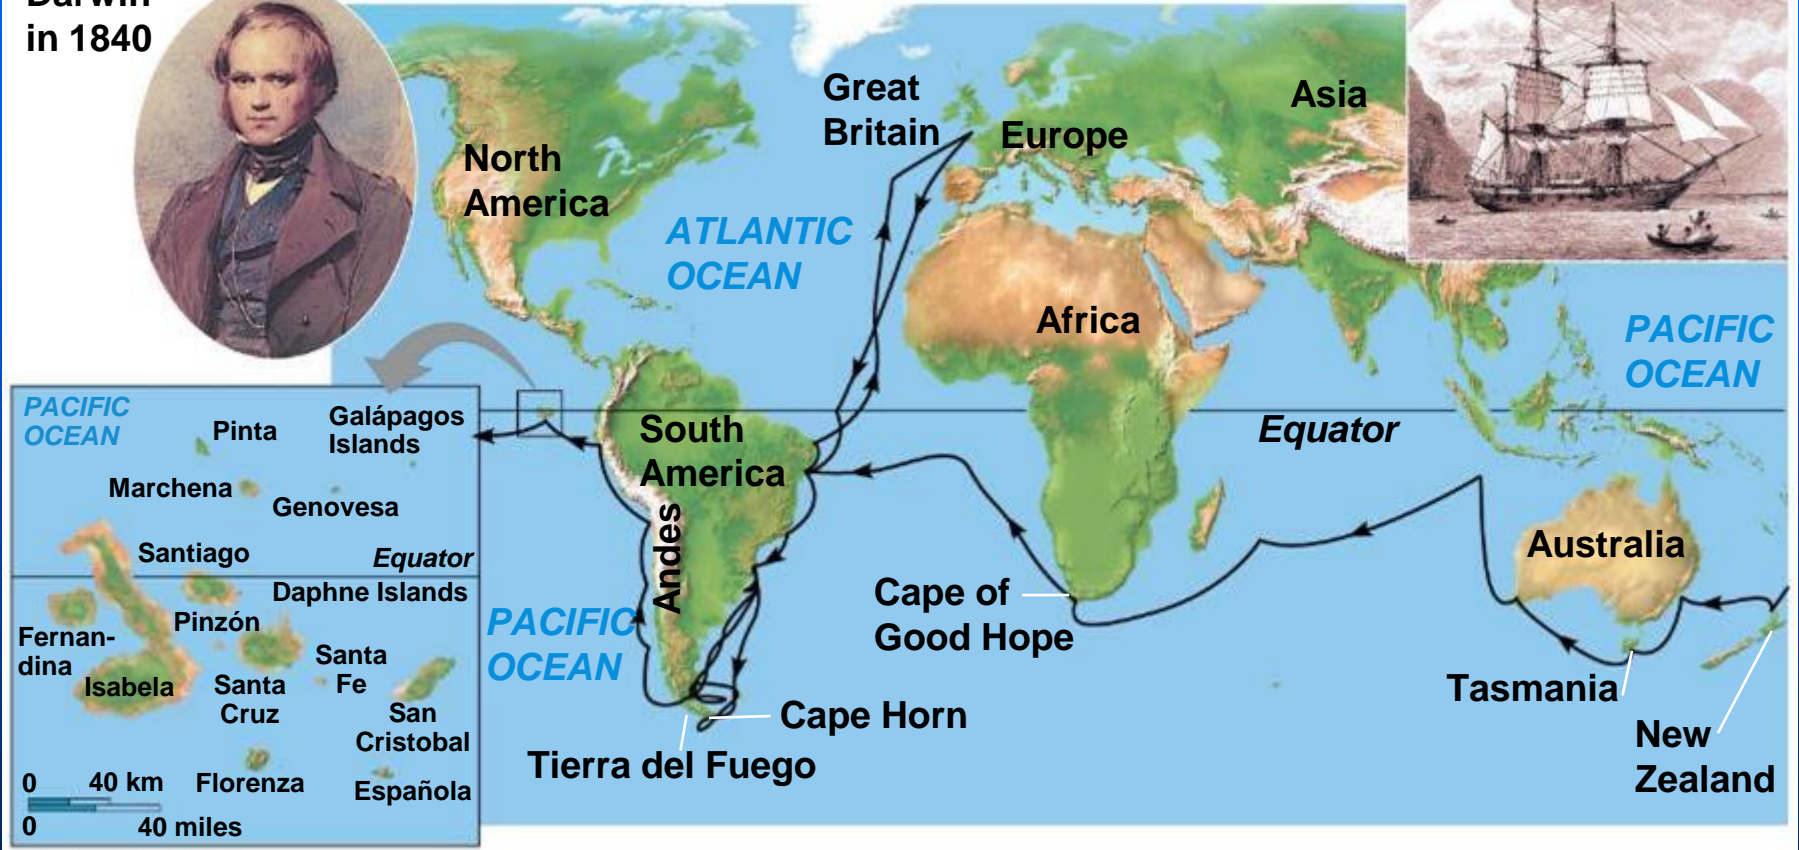 Darwin
in 1840
Great
Britain
Europe
Asia
North
America
ATLANTIC
OCEAN
Africa
PACIFIC
OCEAN
South
America
Equator
Andes
Australia
Cape of
Good Hope
PACIFIC
OCEAN
Tasmania
Cape Horn
New
Zealand
Tierra del Fuego
PACIFIC
OCEAN
Pinta
Galápagos
Islands
Marchena
Genovesa
Santiago
Equator
Daphne Islands
Pinzón
Fernan-
dina
Isabela
Santa
Cruz
Santa
Fe
San
Cristobal
Florenza
Española
0 40 km
0 40 miles